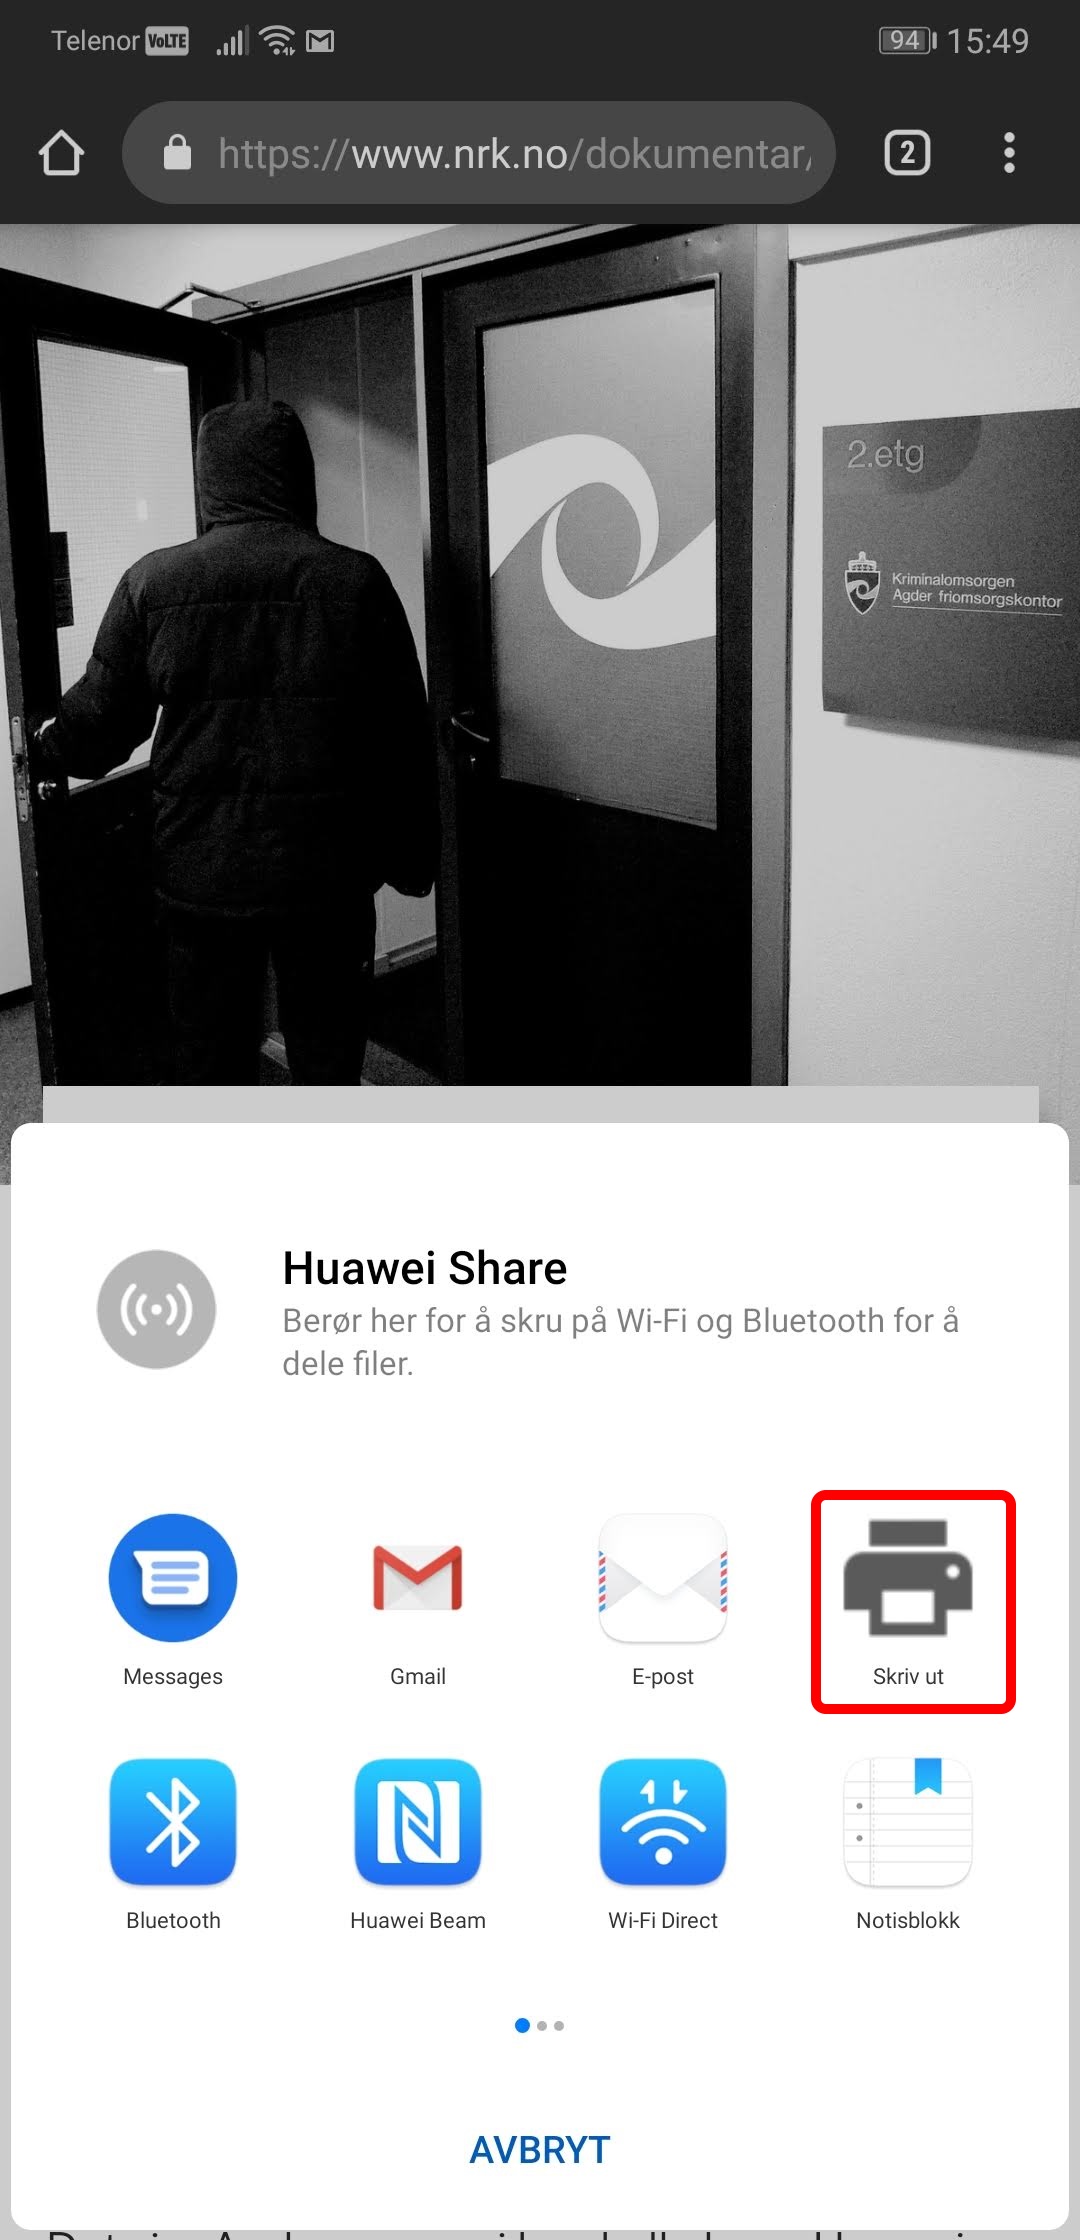 Telenor VoLTE 94 15:49
https://www.nrk.no/dokumentar/
2
2.etg
Kriminalomsorgen
Agder friomsorgskontor
Huawei Share
Berør her for å skru på Wi-Fi og Bluetooth for å
dele filer.
Messages Gmail E-post Skriv ut
Bluetooth Huawei Beam Wi-Fi Direct Notisblokk
AVBRYT